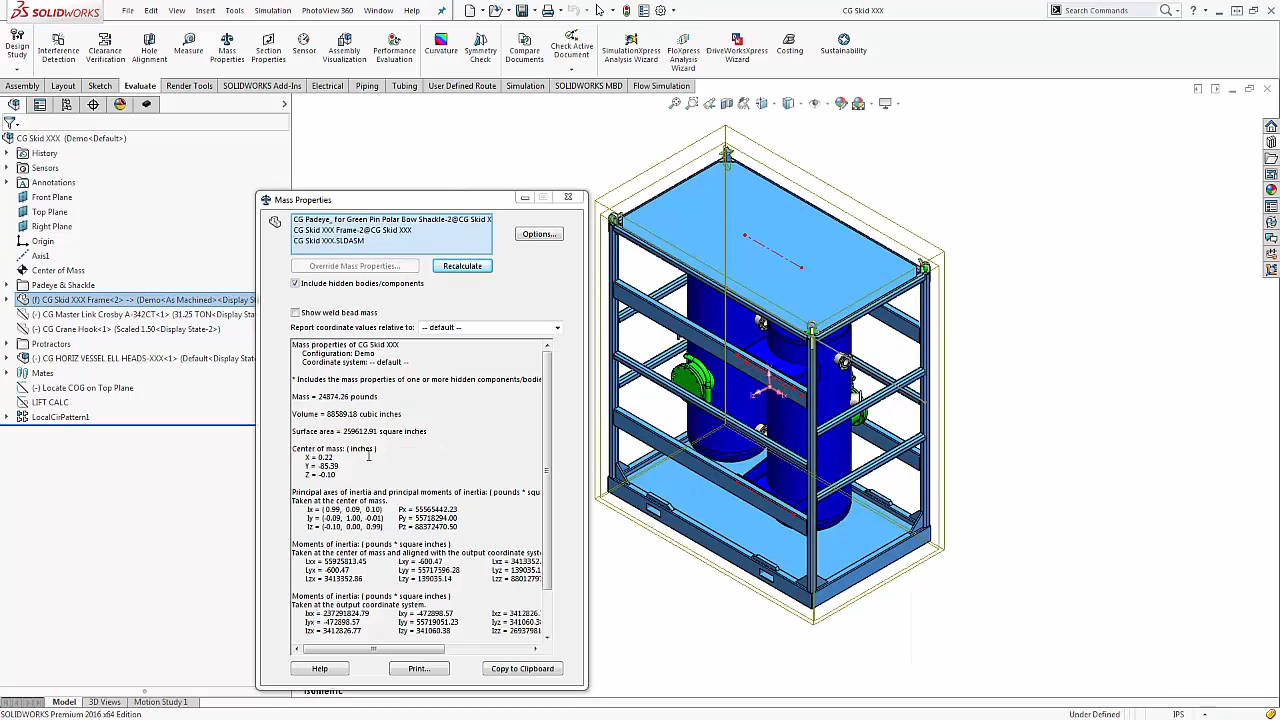 SOLIDWORKS
File Edit View Insert Tools Simulation PhotoView 360 Window Help
CG Skid XXX
Search Commands
Design Study
Interference Detection
Clearance Verification
Hole Alignment
Measure
Mass Properties
Section Properties
Sensor
Assembly Visualization
Performance Evaluation
Curvature
Symmetry Check
Compare Documents
Check Active Document
SimulationXpress Analysis Wizard
FloXpress Analysis Wizard
DriveWorksXpress Wizard
Costing
Sustainability
Assembly Layout Sketch Evaluate Render Tools SOLIDWORKS Add-Ins Electrical Piping Tubing User Defined Route Simulation SOLIDWORKS MBD Flow Simulation
CG Skid XXX (Demo<Default>)
History
Sensors
Annotations
Front Plane
Top Plane
Right Plane
Origin
Axis1
Center of Mass
Padeye & Shackle
(f) CG Skid XXX Frame<2> -> (Demo<As Machined><Display St
(-) CG Master Link Crosby A-342CT<1> (31.25 TON<Display Sta
(-) CG Crane Hook<1> (Scaled 1.50<Display State-2>)
Protractors
(-) CG HORIZ VESSEL ELL HEADS-XXX<1> (Default<Display Sta
Mates
(-) Locate COG on Top Plane
LIFT CALC
LocalCirPattern1
Mass Properties
CG Padeye_ for Green Pin Polar Bow Shackle-2@CG Skid X
CG Skid XXX Frame-2@CG Skid XXX
CG Skid XXX.SLDASM
Options...
Override Mass Properties...
Recalculate
Include hidden bodies/components
Show weld bead mass
Report coordinate values relative to: -- default --
Mass properties of CG Skid XXX
Configuration: Demo
Coordinate system: -- default --
* Includes the mass properties of one or more hidden components/bodie
Mass = 24874.26 pounds
Volume = 88589.18 cubic inches
Surface area = 259612.91 square inches
Center of mass: ( inches )
X = 0.22
Y = -85.39
Z = -0.10
Principal axes of inertia and principal moments of inertia: ( pounds * squ
Taken at the center of mass.
Ix = ( 0.99, 0.09, 0.10) Px = 55565442.23
Iy = (-0.09, 1.00, -0.01) Py = 55718294.00
Iz = (-0.10, 0.00, 0.99) Pz = 88372470.50
Moments of inertia: ( pounds * square inches )
Taken at the center of mass and aligned with the output coordinate syst
Lxx = 55925813.45 Lxy = -600.47 Lxz = 3413352.
Lyx = -600.47 Lyy = 55717596.28 Lyz = 139035.1
Lzx = 3413352.86 Lzy = 139035.14 Lzz = 8801279
Moments of inertia: ( pounds * square inches )
Taken at the output coordinate system.
Ixx = 237291824.79 Ixy = -472898.57 Ixz = 3412826.
Iyx = -472898.57 Iyy = 55719051.23 Iyz = 341060.3
Izx = 3412826.77 Izy = 341060.38 Izz = 2693798
Help
Print...
Copy to Clipboard
Isometric
Model 3D Views Motion Study 1
SOLIDWORKS Premium 2016 x64 Edition
Under Defined
IPS